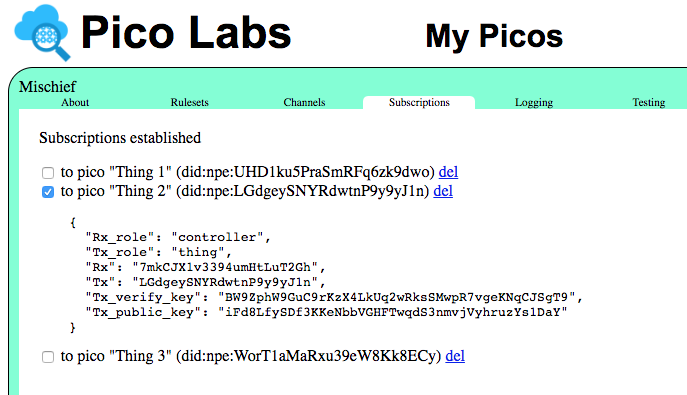 Pico Labs
My Picos
Mischief
About Rulesets Channels Subscriptions Logging Testing
Subscriptions established
to pico "Thing 1" (did:npe:UHD1ku5PraSmRFq6zk9dwo) del
to pico "Thing 2" (did:npe:LGdgeySNYRdwtnP9y9yJ1n) del
{
"Rx_role": "controller",
"Tx_role": "thing",
"Rx": "7mkCJX1v3394umHtLuT2Gh",
"Tx": "LGdgeySNYRdwtnP9y9yJ1n",
"Tx_verify_key": "BW9ZphW9GuC9rKzX4LkUq2wRksSMwpR7vgeKNqCJSgT9",
"Tx_public_key": "iFd8LfySDf3KKeNbbVGHFTwqdS3nmvjVyhruzYs1DaY"
}
to pico "Thing 3" (did:npe:WorT1aMaRxu39eW8Kk8ECy) del